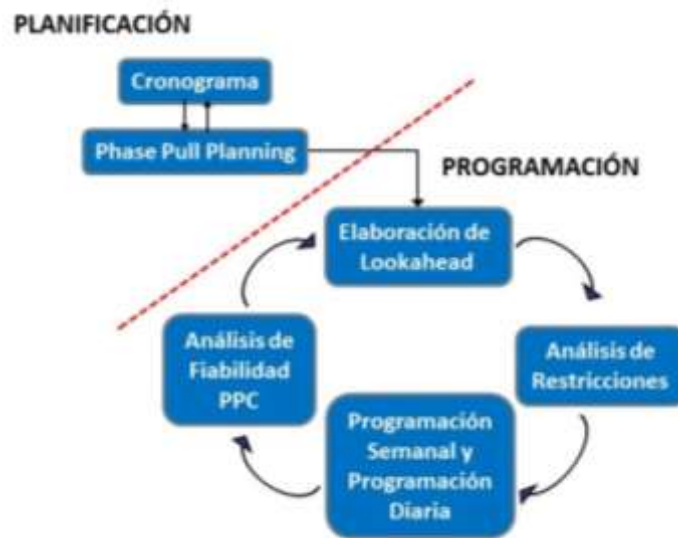 PLANIFICACIÓN
Cronograma
Phase Pull Planning
PROGRAMACIÓN
Elaboración de
Lookahead
Análisis de
Restricciones
Programación
Semanal y
Programación
Diaria
Análisis de
Fiabilidad
PPC